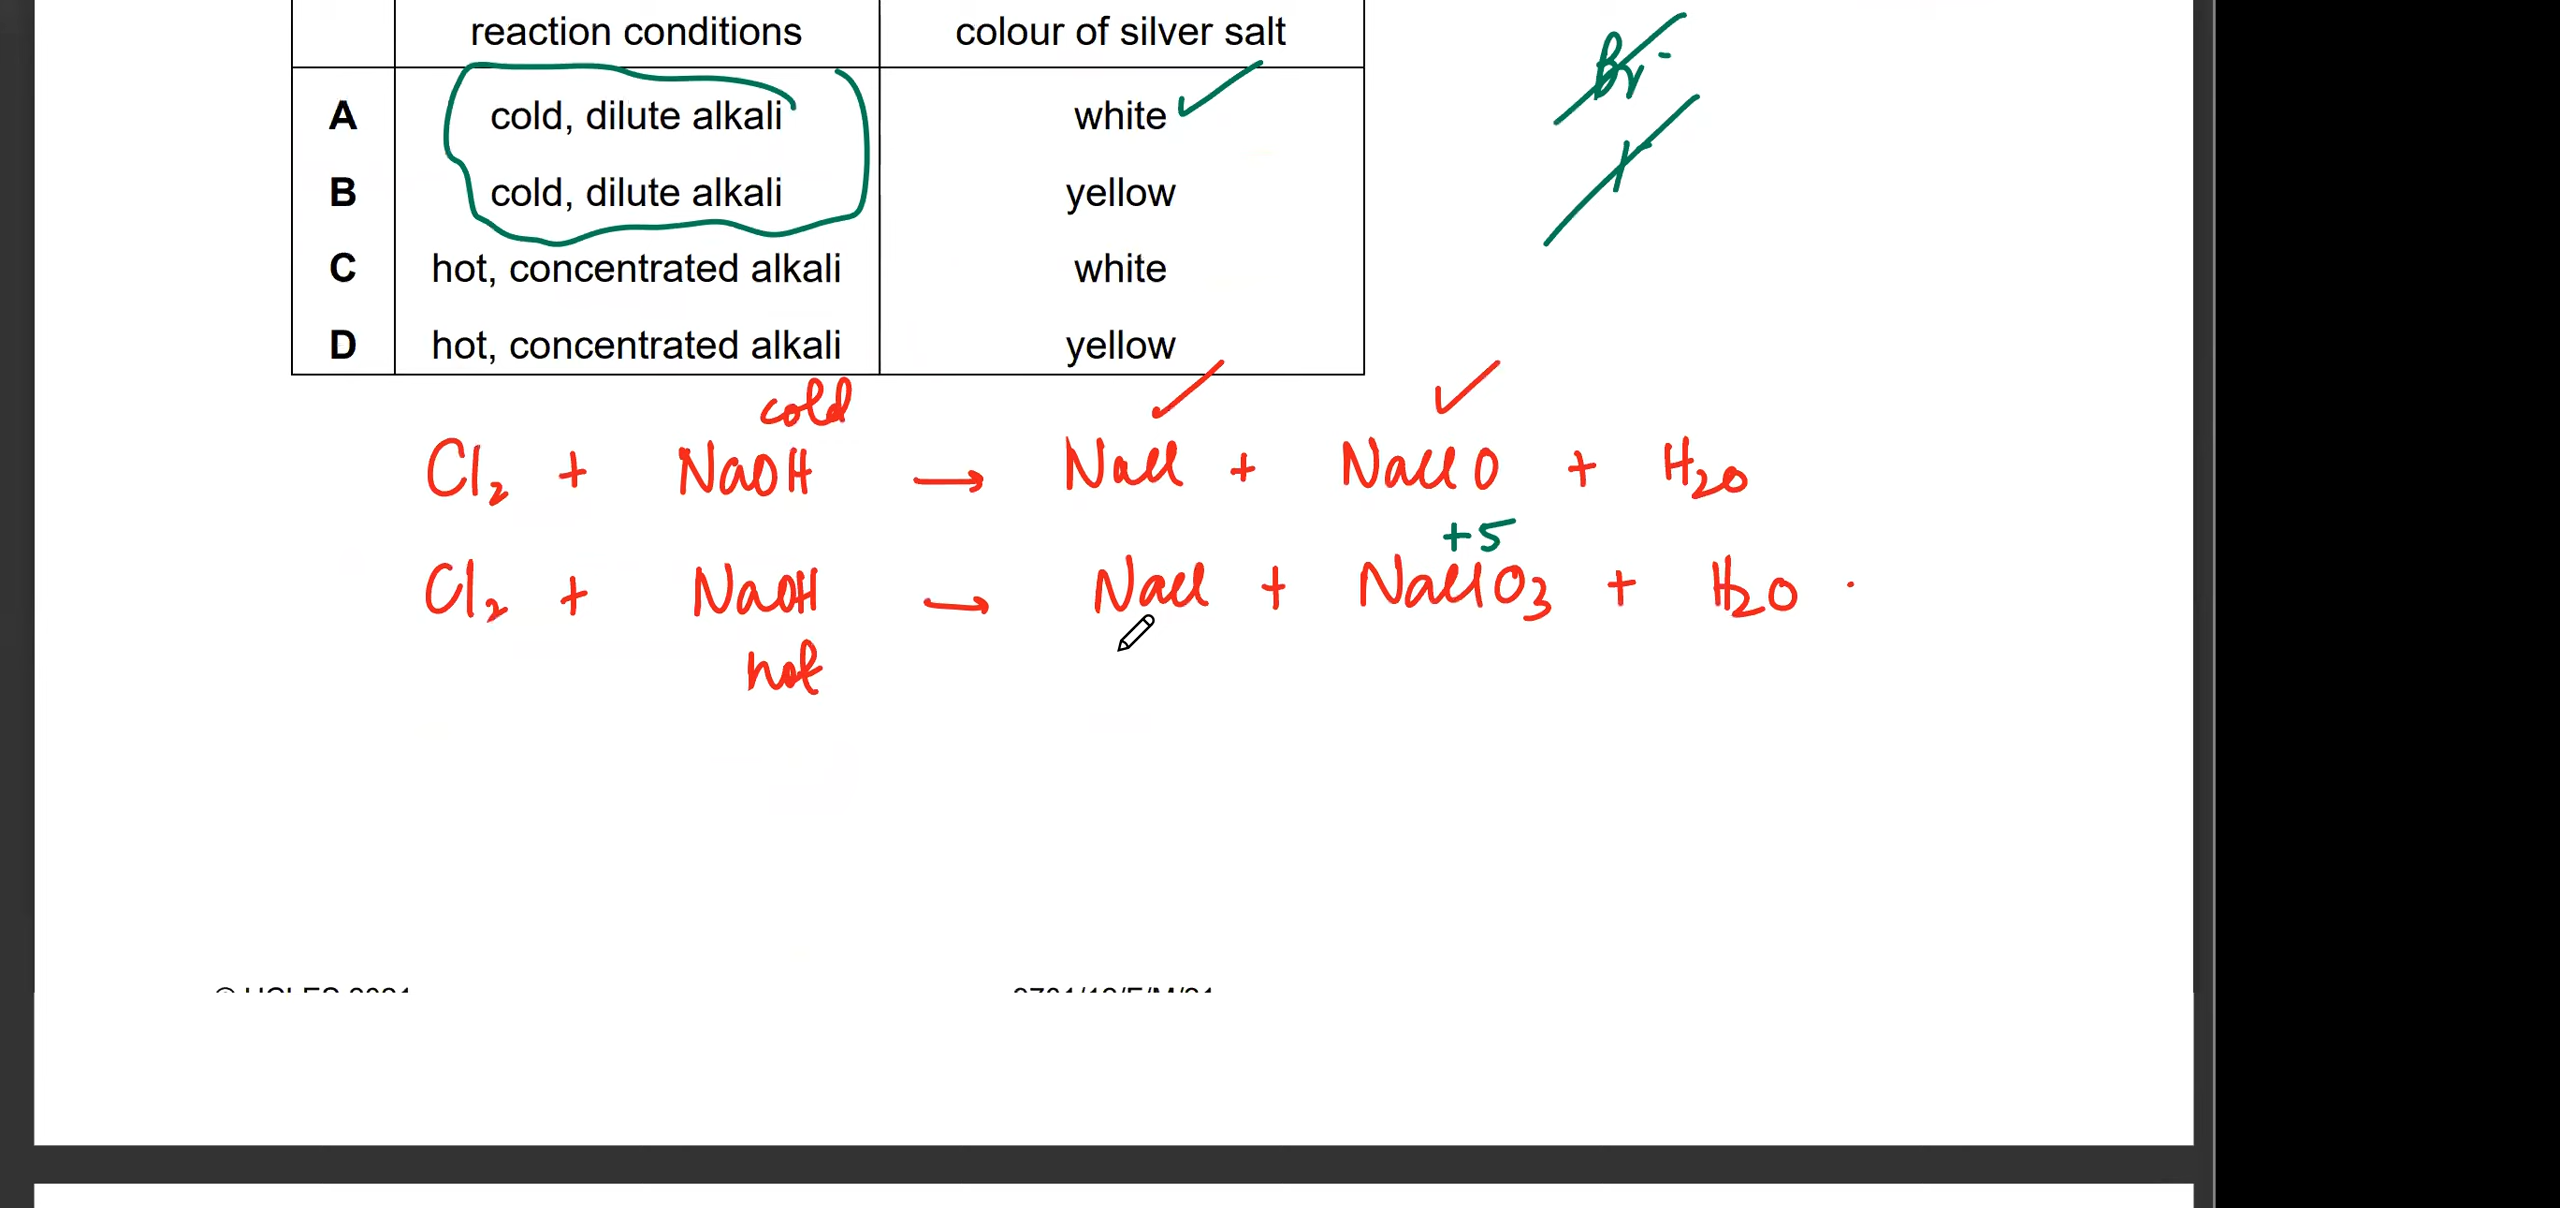 reaction conditions colour of silver salt
Br-
A cold, dilute alkali white
B cold, dilute alkali yellow
C hot, concentrated alkali white
D hot, concentrated alkali yellow
cold
Cl2 + NaOH → NaCl + NaClO + H2O
+5
Cl2 + NaOH → NaCl + NaClO3 + H2O .
hot